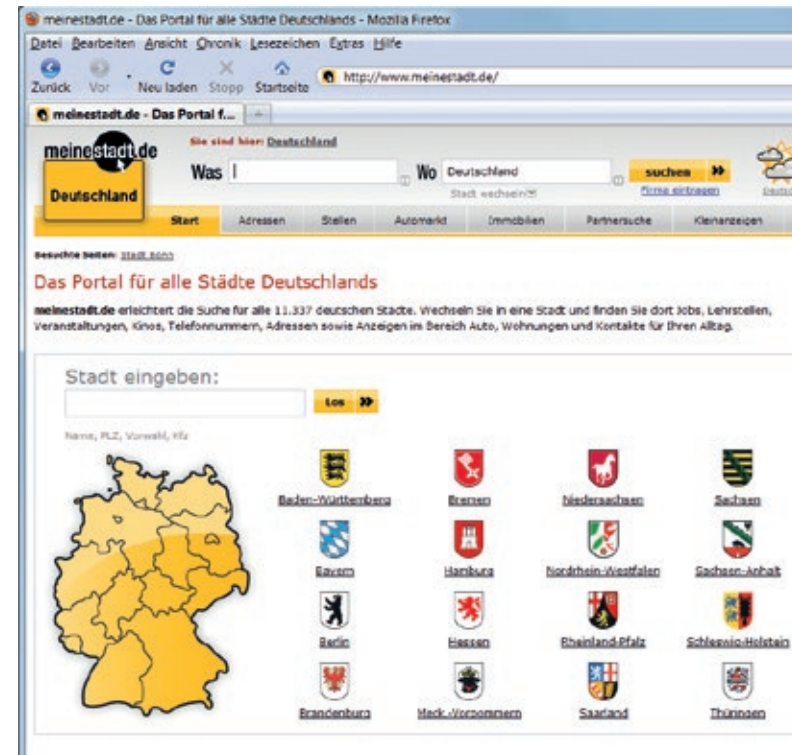 meinestadt.de - Das Portal für alle Städte Deutschlands - Mozilla Firefox
Datei Bearbeiten Ansicht Chronik Lesezeichen Extras Hilfe
Zurück Vor Neu laden Stopp Startseite http://www.meinestadt.de/
meinestadt.de - Das Portal f...
Sie sind hier: Deutschland
meinestadt.de
Deutschland
Was Wo Deutschland suchen
Stadt wechseln Firma eintragen
Start Adressen Stellen Automarkt Immobilien Partnersuche Kleinanzeigen
Besuchte Seiten: Stadt Bonn
Das Portal für alle Städte Deutschlands
meinestadt.de erleichtert die Suche für alle 11.337 deutschen Städte. Wechseln Sie in eine Stadt und finden Sie dort Jobs, Lehrstellen,
Veranstaltungen, Kinos, Telefonnummern, Adressen sowie Anzeigen im Bereich Auto, Wohnungen und Kontakte für Ihren Alltag.
Stadt eingeben:
Los
Name, PLZ, Vorwahl, Kfz
Baden-Württemberg Bremen Niedersachsen Sachsen
Bayern Hamburg Nordrhein-Westfalen Sachsen-Anhalt
Berlin Hessen Rheinland-Pfalz Schleswig-Holstein
Brandenburg Meck.-Vorpommern Saarland Thüringen